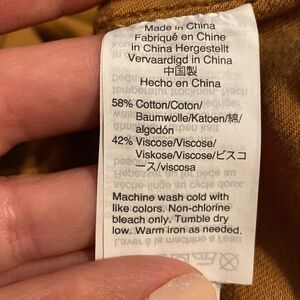 Made in China
Fabriqué en Chine
In China Hergestellt
Vervaardigd in China
中国製
Hecho en China
58% Cotton/Coton/
Baumwolle/Katoen/綿/
algodón
42% Viscose/Viscose/
Viskose/Viscose/ビスコ
ース/viscosa
Machine wash cold with
like colors. Non-chlorine
bleach only. Tumble dry
low. Warm iron as needed.